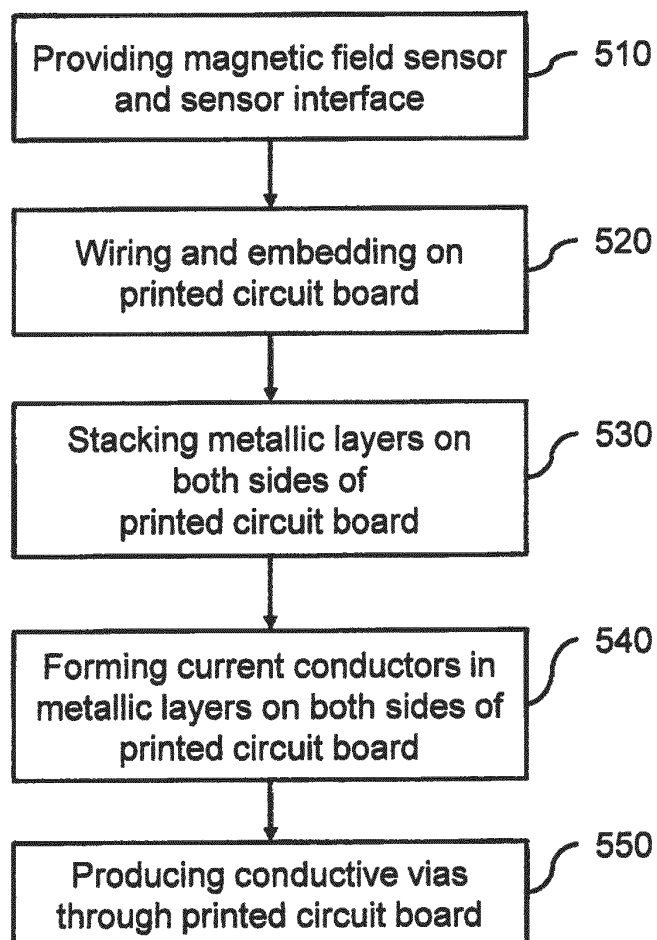 Providing magnetic field sensor
and sensor interface
510
Wiring and embedding on
printed circuit board
520
Stacking metallic layers on
both sides of
printed circuit board
530
Forming current conductors in
metallic layers on both sides of
printed circuit board
540
Producing conductive vias
through printed circuit board
550